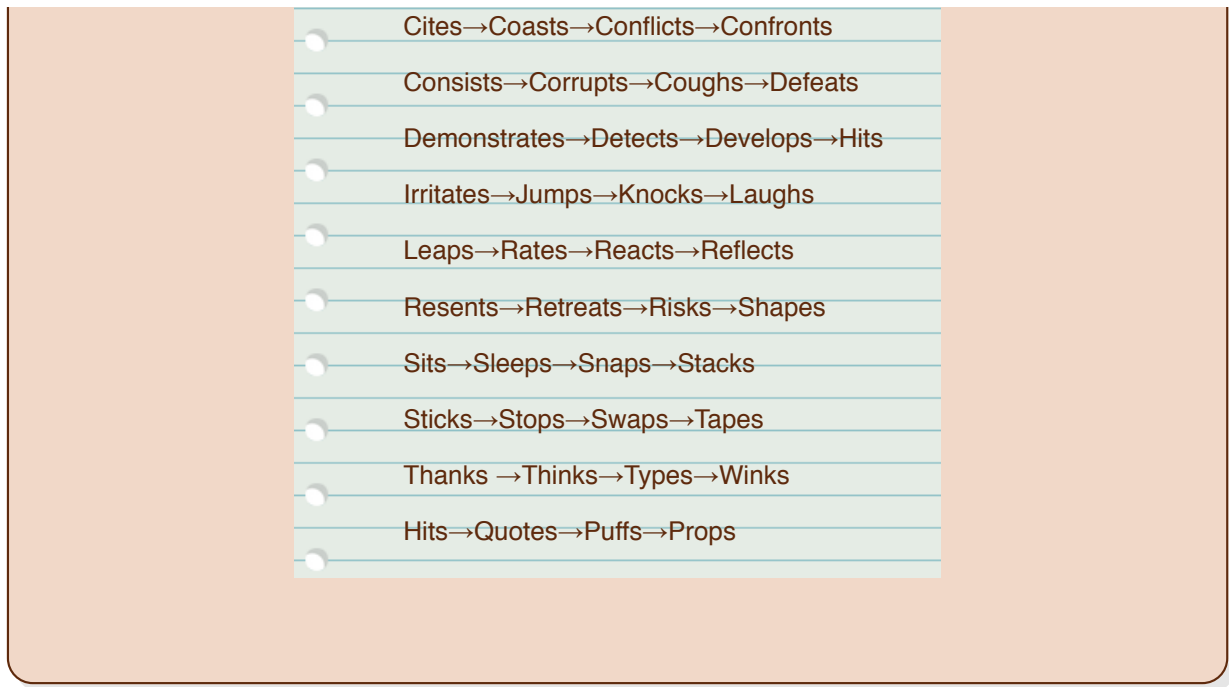 Cites→Coasts→Conflicts→Confronts
Consists→Corrupts→Coughs→Defeats
Demonstrates→Detects→Develops→Hits
Irritates→Jumps→Knocks→Laughs
Leaps→Rates→Reacts→Reflects
Resents→Retreats→Risks→Shapes
Sits→Sleeps→Snaps→Stacks
Sticks→Stops→Swaps→Tapes
Thanks →Thinks→Types→Winks
Hits→Quotes→Puffs→Props